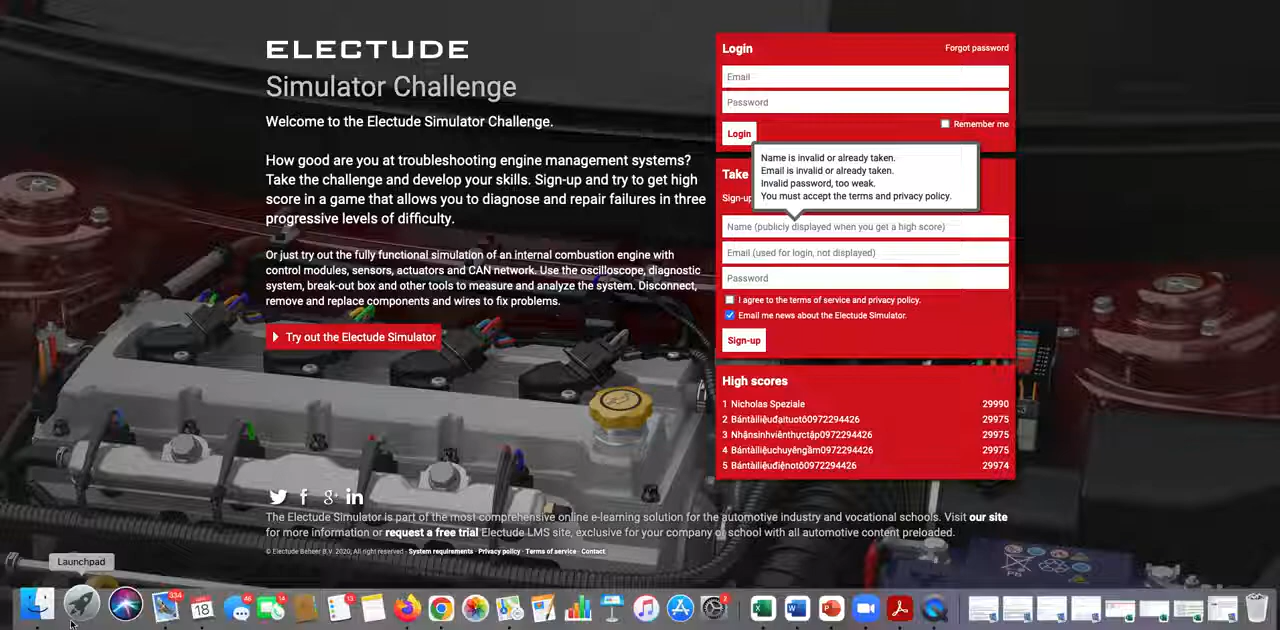 ELECTUDE
Simulator Challenge
Welcome to the Electude Simulator Challenge.
How good are you at troubleshooting engine management systems?
Take the challenge and develop your skills. Sign-up and try to get high
score in a game that allows you to diagnose and repair failures in three
progressive levels of difficulty.
Or just try out the fully functional simulation of an internal combustion engine with
control modules, sensors, actuators and CAN network. Use the oscilloscope, diagnostic
system, break-out box and other tools to measure and analyze the system. Disconnect,
remove and replace components and wires to fix problems.
Try out the Electude Simulator
Login
Forgot password
Email
Password
Remember me
Login
Name is invalid or already taken.
Email is invalid or already taken.
Invalid password, too weak.
You must accept the terms and privacy policy.
Take
Sign-up
Name (publicly displayed when you get a high score)
Email (used for login, not displayed)
Password
I agree to the terms of service and privacy policy.
Email me news about the Electude Simulator.
Sign-up
High scores
1 Nicholas Speziale 29990
2 Bántàiliệuđạituotô0972294426 29975
3 Nhậnsinhviênthựctập0972294426 29975
4 Bántàiliệuchuyêngầm0972294426 29975
5 Bántàiliệuđiệnotô0972294426 29974
The Electude Simulator is part of the most comprehensive online e-learning solution for the automotive industry and vocational schools. Visit our site
for more information or request a free trial Electude LMS site, exclusive for your company or school with all automotive content preloaded.
© Electude Beheer B.V. 2020, All right reserved - System requirements - Privacy policy - Terms of service - Contact
Launchpad
334
18
46
14
13
2